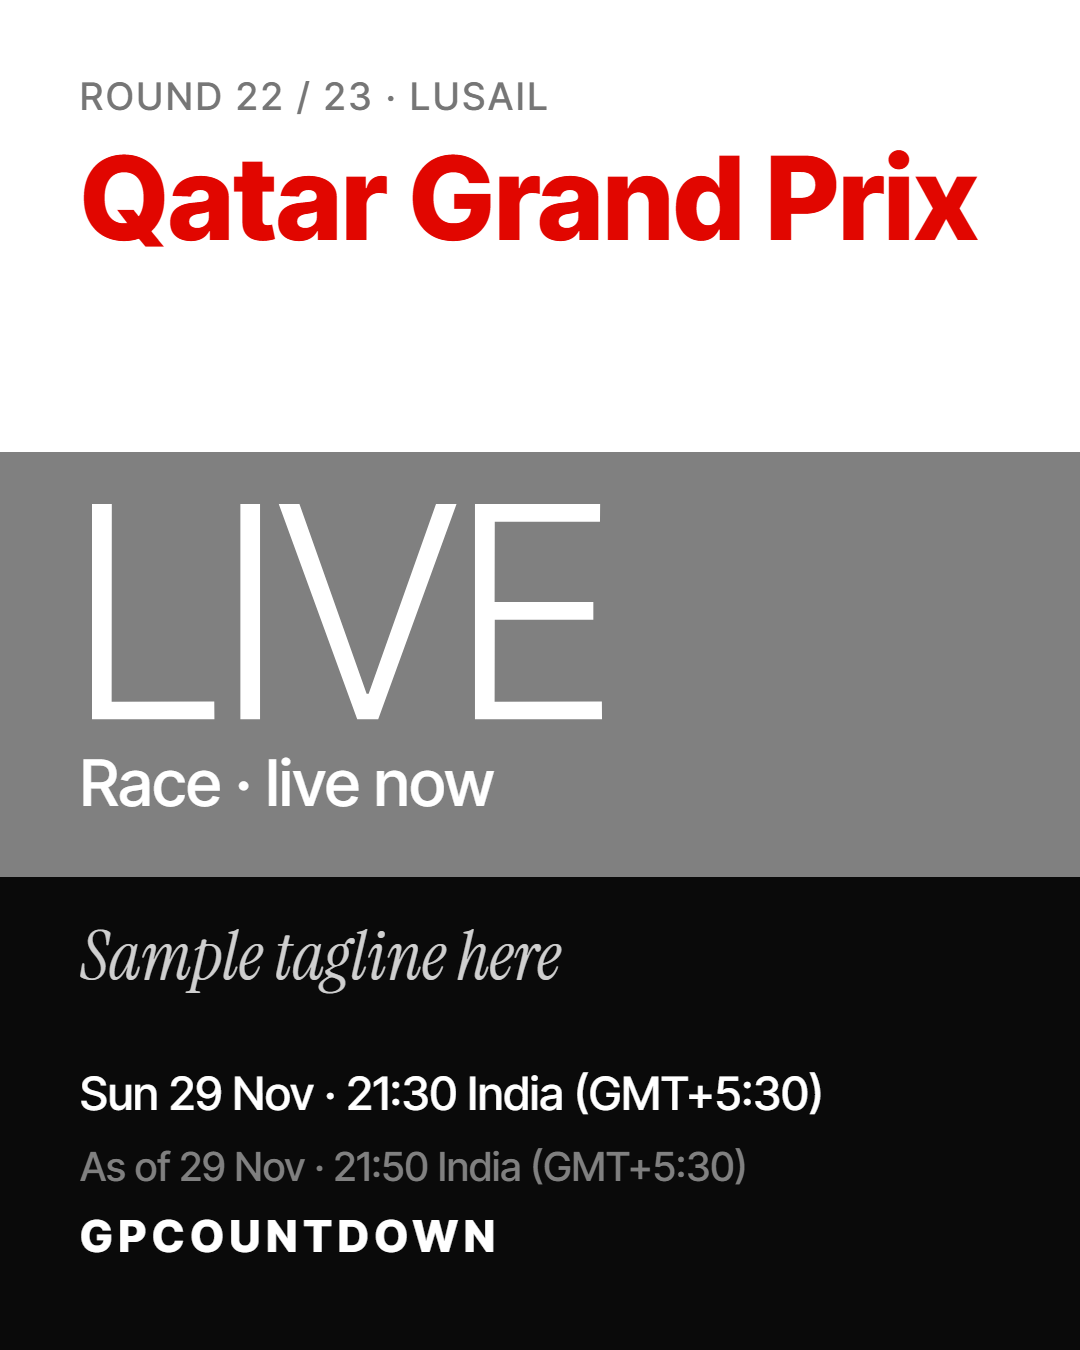 ROUND 22 / 23 · LUSAIL
Qatar Grand Prix
LIVE
Race · live now
Sample tagline here
Sun 29 Nov · 21:30 India (GMT+5:30)
As of 29 Nov · 21:50 India (GMT+5:30)
GPCOUNTDOWN